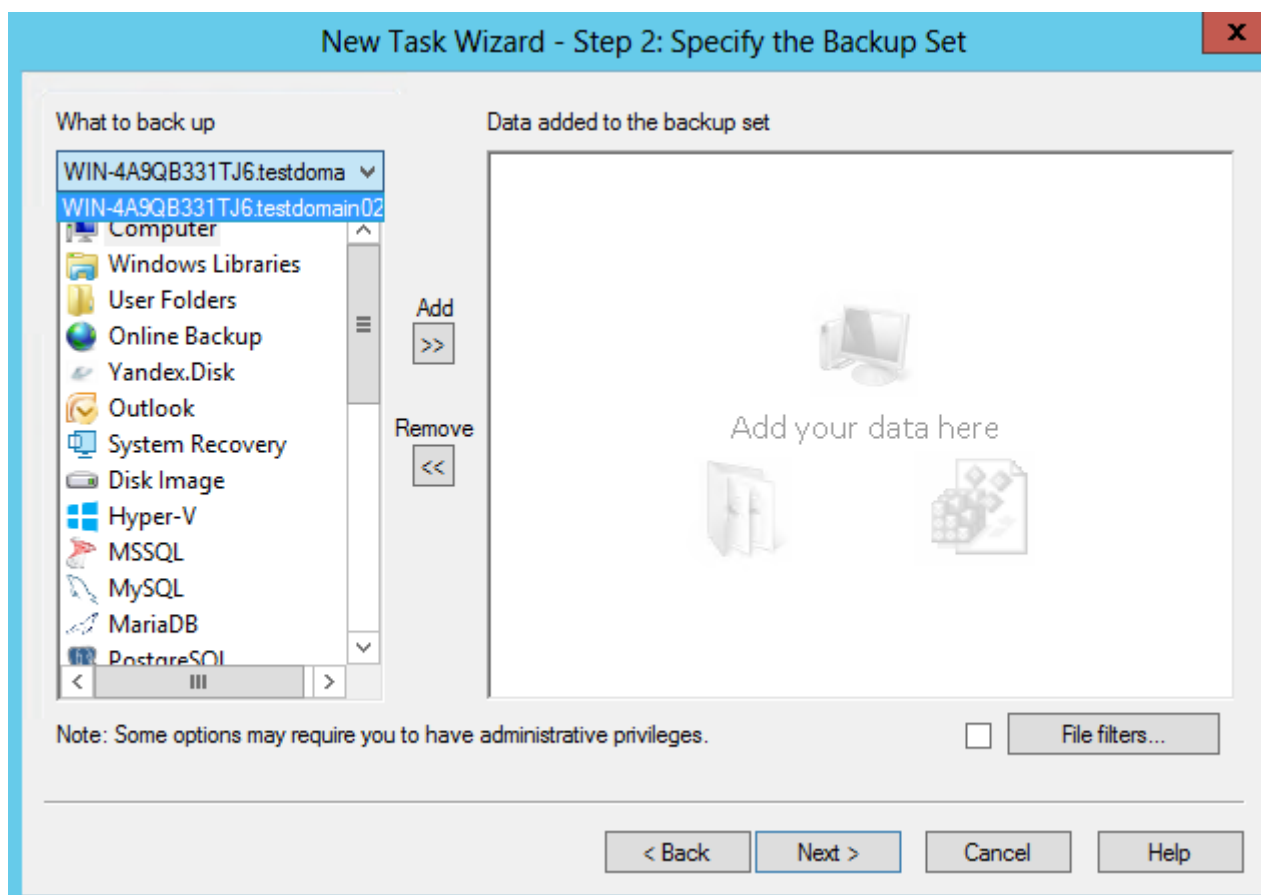 New Task Wizard - Step 2: Specify the Backup Set
x
What to back up
Data added to the backup set
WIN-4A9QB331TJ6.testdoma
WIN-4A9QB331TJ6.testdomain02
Computer
Windows Libraries
User Folders
Online Backup
Yandex.Disk
Outlook
System Recovery
Disk Image
Hyper-V
MSSQL
MySQL
MariaDB
PostgreSQL
Add
>>
Remove
<<
Add your data here
Note: Some options may require you to have administrative privileges.
File filters...
< Back
Next >
Cancel
Help